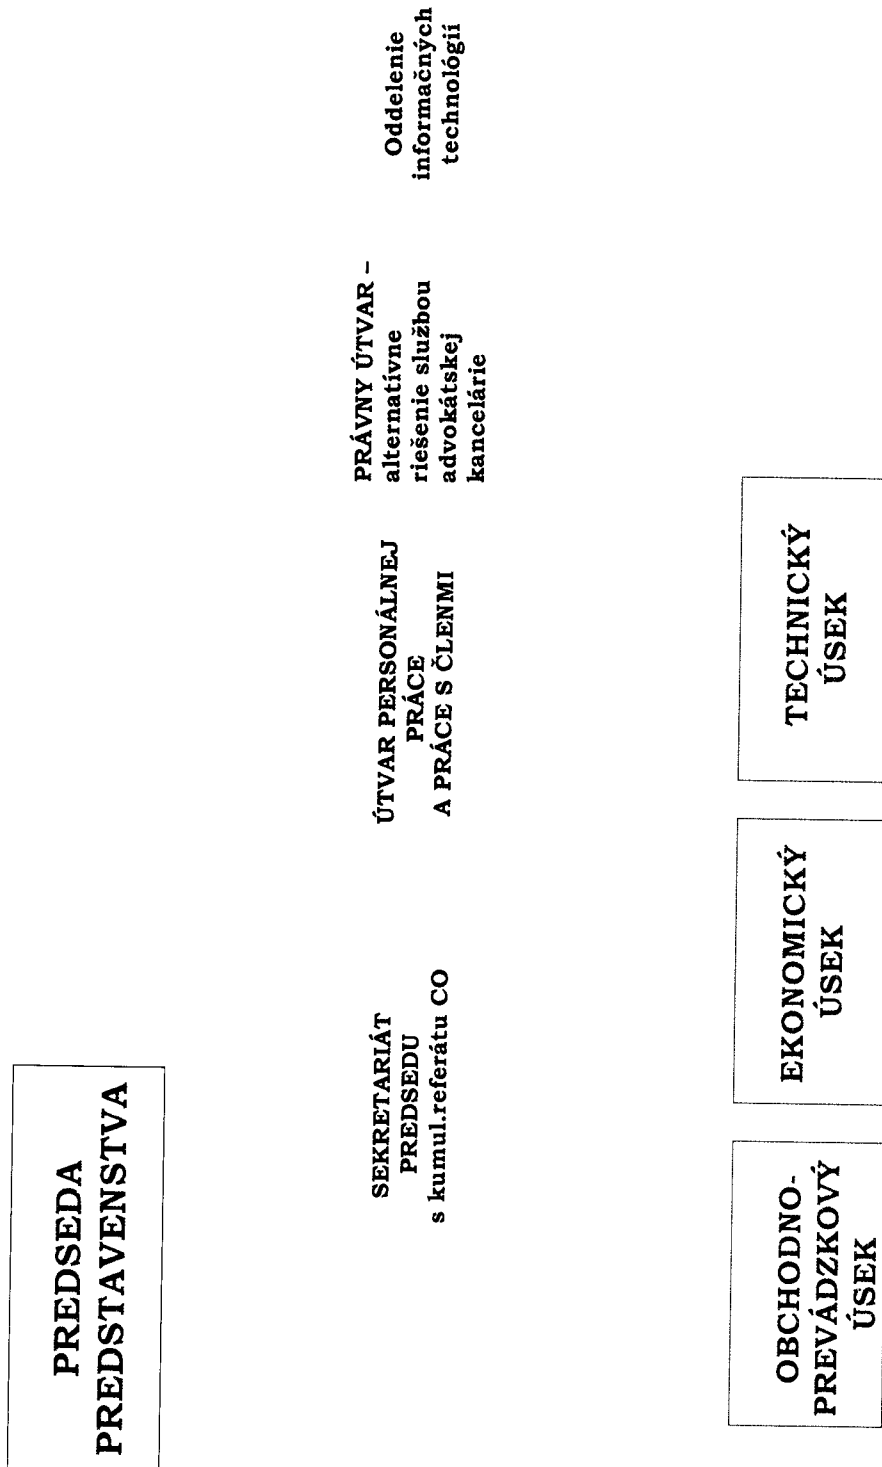 PREDSEDA
PREDSTAVENSTVA
SEKRETARIÁT
PREDSEDU
s kumul.referátu CO
ÚTVAR PERSONÁLNEJ
PRÁCE
A PRÁCE S ČLENMI
PRÁVNY ÚTVAR –
alternatívne
riešenie službou
advokátskej
kancelárie
Oddelenie
informačných
technológií
OBCHODNO-
PREVÁDZKOVÝ
ÚSEK
EKONOMICKÝ
ÚSEK
TECHNICKÝ
ÚSEK